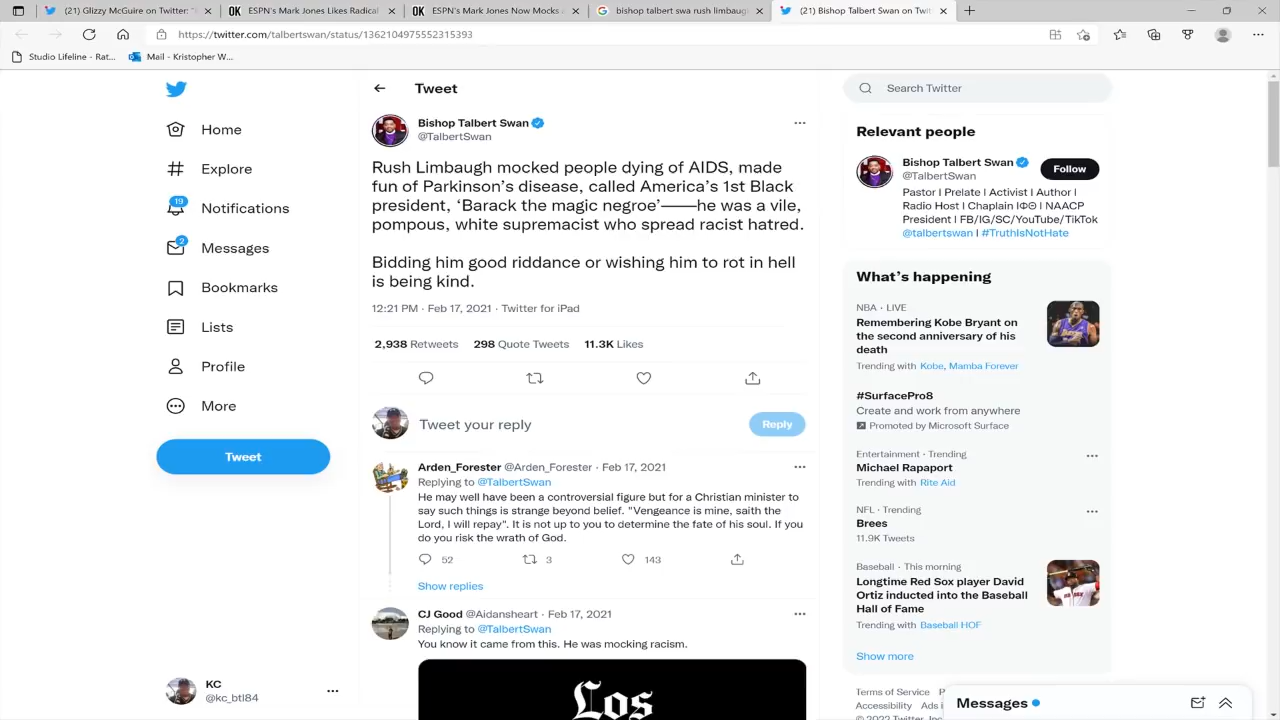 (21) Glizzy McGuire on Twitter: "
ESPN's Mark Jones Likes Radical
ESPN's Mark Jones Now Mocks
bishop talbert swa rush limbaug
(21) Bishop Talbert Swan on Twit
https://twitter.com/talbertswan/status/1362104975552315393
Studio Lifeline - Rat...
Mail - Kristopher W...
Home
Explore
19
Notifications
2
Messages
Bookmarks
Lists
Profile
More
Tweet
KC
@kc_btl84
Tweet
Bishop Talbert Swan
@TalbertSwan
Rush Limbaugh mocked people dying of AIDS, made
fun of Parkinson's disease, called America's 1st Black
president, 'Barack the magic negroe'——he was a vile,
pompous, white supremacist who spread racist hatred.
Bidding him good riddance or wishing him to rot in hell
is being kind.
12:21 PM · Feb 17, 2021 · Twitter for iPad
2,938 Retweets 298 Quote Tweets 11.3K Likes
Tweet your reply
Reply
Arden_Forester @Arden_Forester · Feb 17, 2021
Replying to @TalbertSwan
He may well have been a controversial figure but for a Christian minister to
say such things is strange beyond belief. "Vengeance is mine, saith the
Lord, I will repay". It is not up to you to determine the fate of his soul. If you
do you risk the wrath of God.
52 3 143
Show replies
CJ Good @Aidansheart · Feb 17, 2021
Replying to @TalbertSwan
You know it came from this. He was mocking racism.
Los
Search Twitter
Relevant people
Bishop Talbert Swan
@TalbertSwan
Follow
Pastor I Prelate I Activist I Author I
Radio Host I Chaplain IΦΘ I NAACP
President I FB/IG/SC/YouTube/TikTok
@talbertswan I #TruthIsNotHate
What's happening
NBA · LIVE
Remembering Kobe Bryant on
the second anniversary of his
death
Trending with Kobe, Mamba Forever
#SurfacePro8
Create and work from anywhere
Promoted by Microsoft Surface
Entertainment · Trending
Michael Rapaport
Trending with Rite Aid
NFL · Trending
Brees
11.9K Tweets
Baseball · This morning
Longtime Red Sox player David
Ortiz inducted into the Baseball
Hall of Fame
Trending with Baseball HOF
Show more
Terms of Service P
Accessibility Ads i
© 2022 Twitter, Inc
Messages